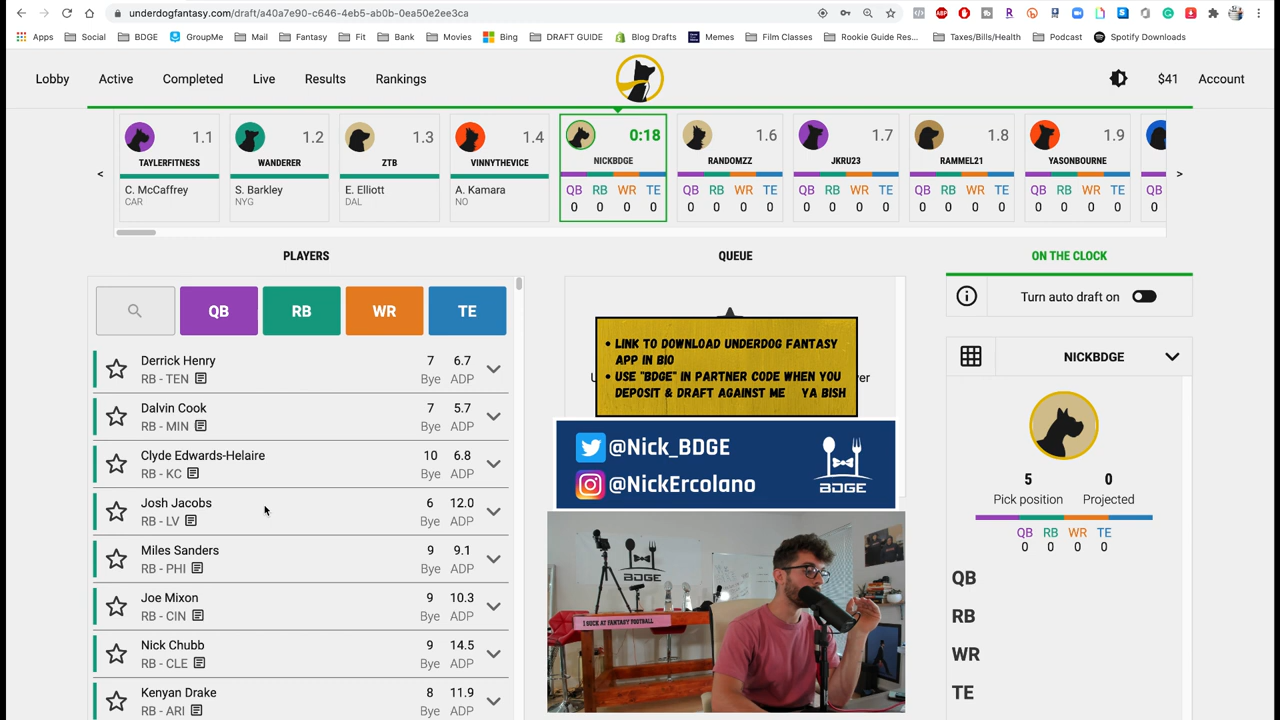 underdogfantasy.com/draft/a40a7e90-c646-4eb5-ab0b-0ea50e2ee3ca
Apps Social BDGE GroupMe Mail Fantasy Fit Bank Movies Bing DRAFT GUIDE Blog Drafts Memes Film Classes Rookie Guide Res... Taxes/Bills/Health Podcast Spotify Downloads
Lobby Active Completed Live Results Rankings $41 Account
1.1 1.2 1.3 1.4 0:18 1.6 1.7 1.8 1.9
TAYLERFITNESS WANDERER ZTB VINNYTHEVICE NICKBDGE RANDOMZZ JKRU23 RAMMEL21 YASONBOURNE
C. McCaffrey S. Barkley E. Elliott A. Kamara QB RB WR TE QB RB WR TE QB RB WR TE QB RB WR TE QB RB WR TE QB
CAR NYG DAL NO 0 0 0 0 0 0 0 0 0 0 0 0 0 0 0 0 0 0 0 0 0
< >
PLAYERS QUEUE ON THE CLOCK
Turn auto draft on
QB RB WR TE
NICKBDGE
Derrick Henry 7 6.7
RB - TEN Bye ADP
Dalvin Cook 7 5.7
RB - MIN Bye ADP
Clyde Edwards-Helaire 10 6.8
RB - KC Bye ADP
Josh Jacobs 6 12.0
RB - LV Bye ADP
Miles Sanders 9 9.1
RB - PHI Bye ADP
Joe Mixon 9 10.3
RB - CIN Bye ADP
Nick Chubb 9 14.5
RB - CLE Bye ADP
Kenyan Drake 8 11.9
RB - ARI Bye ADP
• LINK TO DOWNLOAD UNDERDOG FANTASY
APP IN BIO
• USE "BDGE" IN PARTNER CODE WHEN YOU
DEPOSIT & DRAFT AGAINST ME YA BISH
@Nick_BDGE
@NickErcolano
BDGE
BDGE
I SUCK AT FANTASY FOOTBALL
5 0
Pick position Projected
QB RB WR TE
0 0 0 0
QB
RB
WR
TE